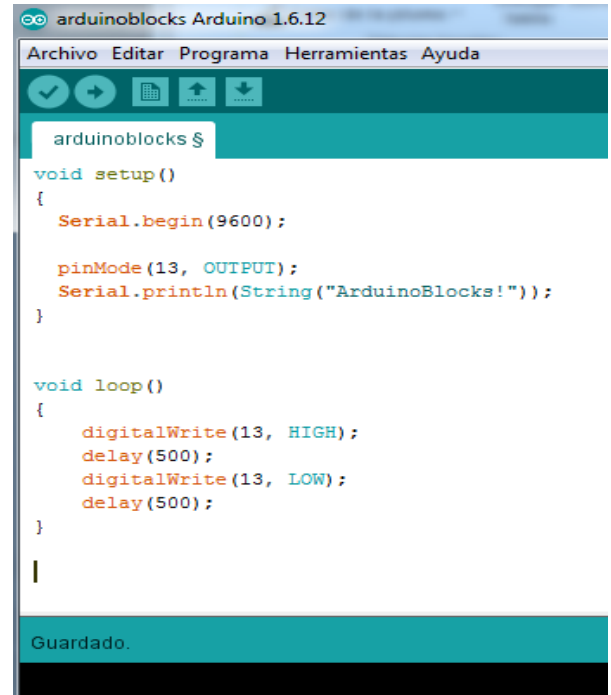 arduinoblocks Arduino 1.6.12
Archivo Editar Programa Herramientas Ayuda
arduinoblocks §
void setup()
{
  Serial.begin(9600);
  pinMode(13, OUTPUT);
  Serial.println(String("ArduinoBlocks!"));
}
void loop()
{
    digitalWrite(13, HIGH);
    delay(500);
    digitalWrite(13, LOW);
    delay(500);
}
Guardado.